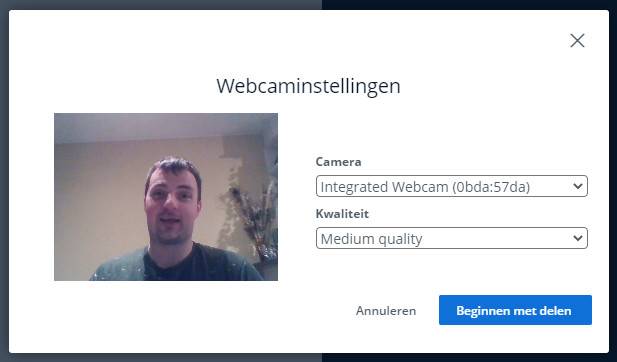 Webcaminstellingen
Camera
Integrated Webcam (0bda:57da)
Kwaliteit
Medium quality
Annuleren
Beginnen met delen